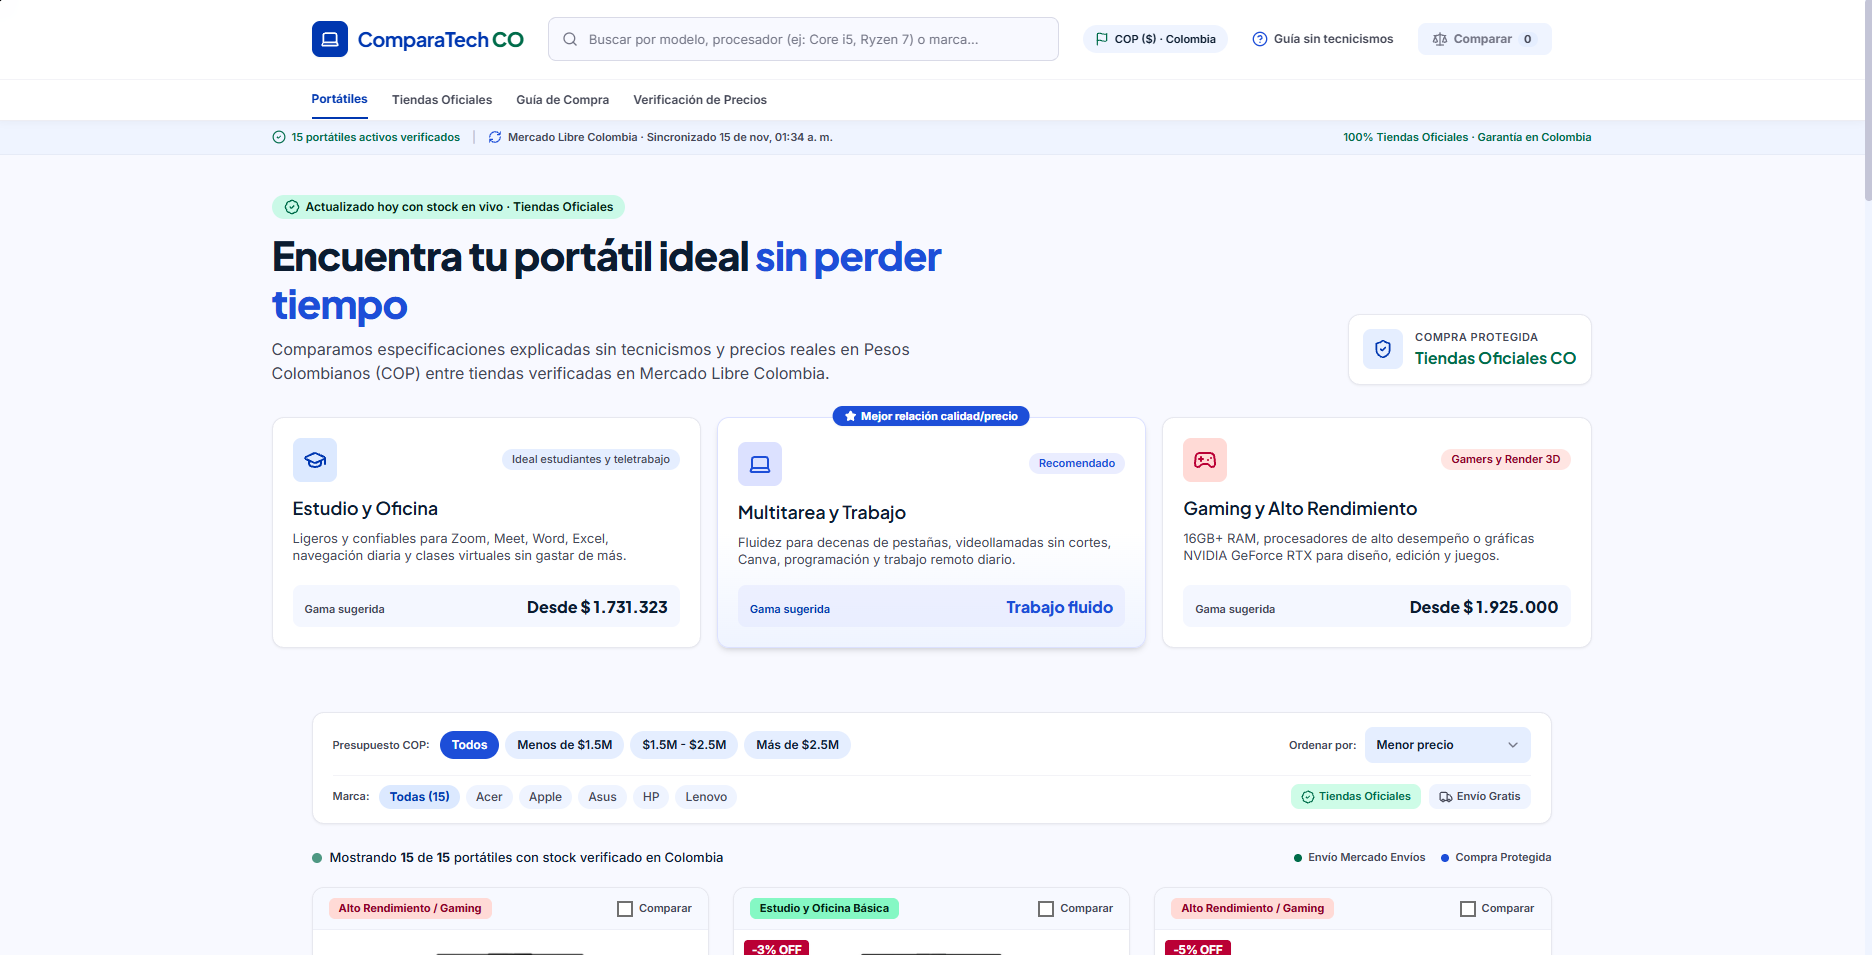 ComparaTech CO
Buscar por modelo, procesador (ej: Core i5, Ryzen 7) o marca...
COP ($) · Colombia
Guía sin tecnicismos
Comparar 0
Portátiles
Tiendas Oficiales
Guía de Compra
Verificación de Precios
15 portátiles activos verificados
Mercado Libre Colombia · Sincronizado 15 de nov, 01:34 a. m.
100% Tiendas Oficiales · Garantía en Colombia
Actualizado hoy con stock en vivo · Tiendas Oficiales
Encuentra tu portátil ideal sin perder
tiempo
Comparamos especificaciones explicadas sin tecnicismos y precios reales en Pesos
Colombianos (COP) entre tiendas verificadas en Mercado Libre Colombia.
COMPRA PROTEGIDA
Tiendas Oficiales CO
Ideal estudiantes y teletrabajo
Estudio y Oficina
Ligeros y confiables para Zoom, Meet, Word, Excel,
navegación diaria y clases virtuales sin gastar de más.
Gama sugerida
Desde $ 1.731.323
Mejor relación calidad/precio
Recomendado
Multitarea y Trabajo
Fluidez para decenas de pestañas, videollamadas sin cortes,
Canva, programación y trabajo remoto diario.
Gama sugerida
Trabajo fluido
Gamers y Render 3D
Gaming y Alto Rendimiento
16GB+ RAM, procesadores de alto desempeño o gráficas
NVIDIA GeForce RTX para diseño, edición y juegos.
Gama sugerida
Desde $ 1.925.000
Presupuesto COP:
Todos
Menos de $1.5M
$1.5M - $2.5M
Más de $2.5M
Ordenar por:
Menor precio
Marca:
Todas (15)
Acer
Apple
Asus
HP
Lenovo
Tiendas Oficiales
Envío Gratis
Mostrando 15 de 15 portátiles con stock verificado en Colombia
Envío Mercado Envíos
Compra Protegida
Alto Rendimiento / Gaming
Comparar
Estudio y Oficina Básica
Comparar
Alto Rendimiento / Gaming
Comparar
-3% OFF
-5% OFF